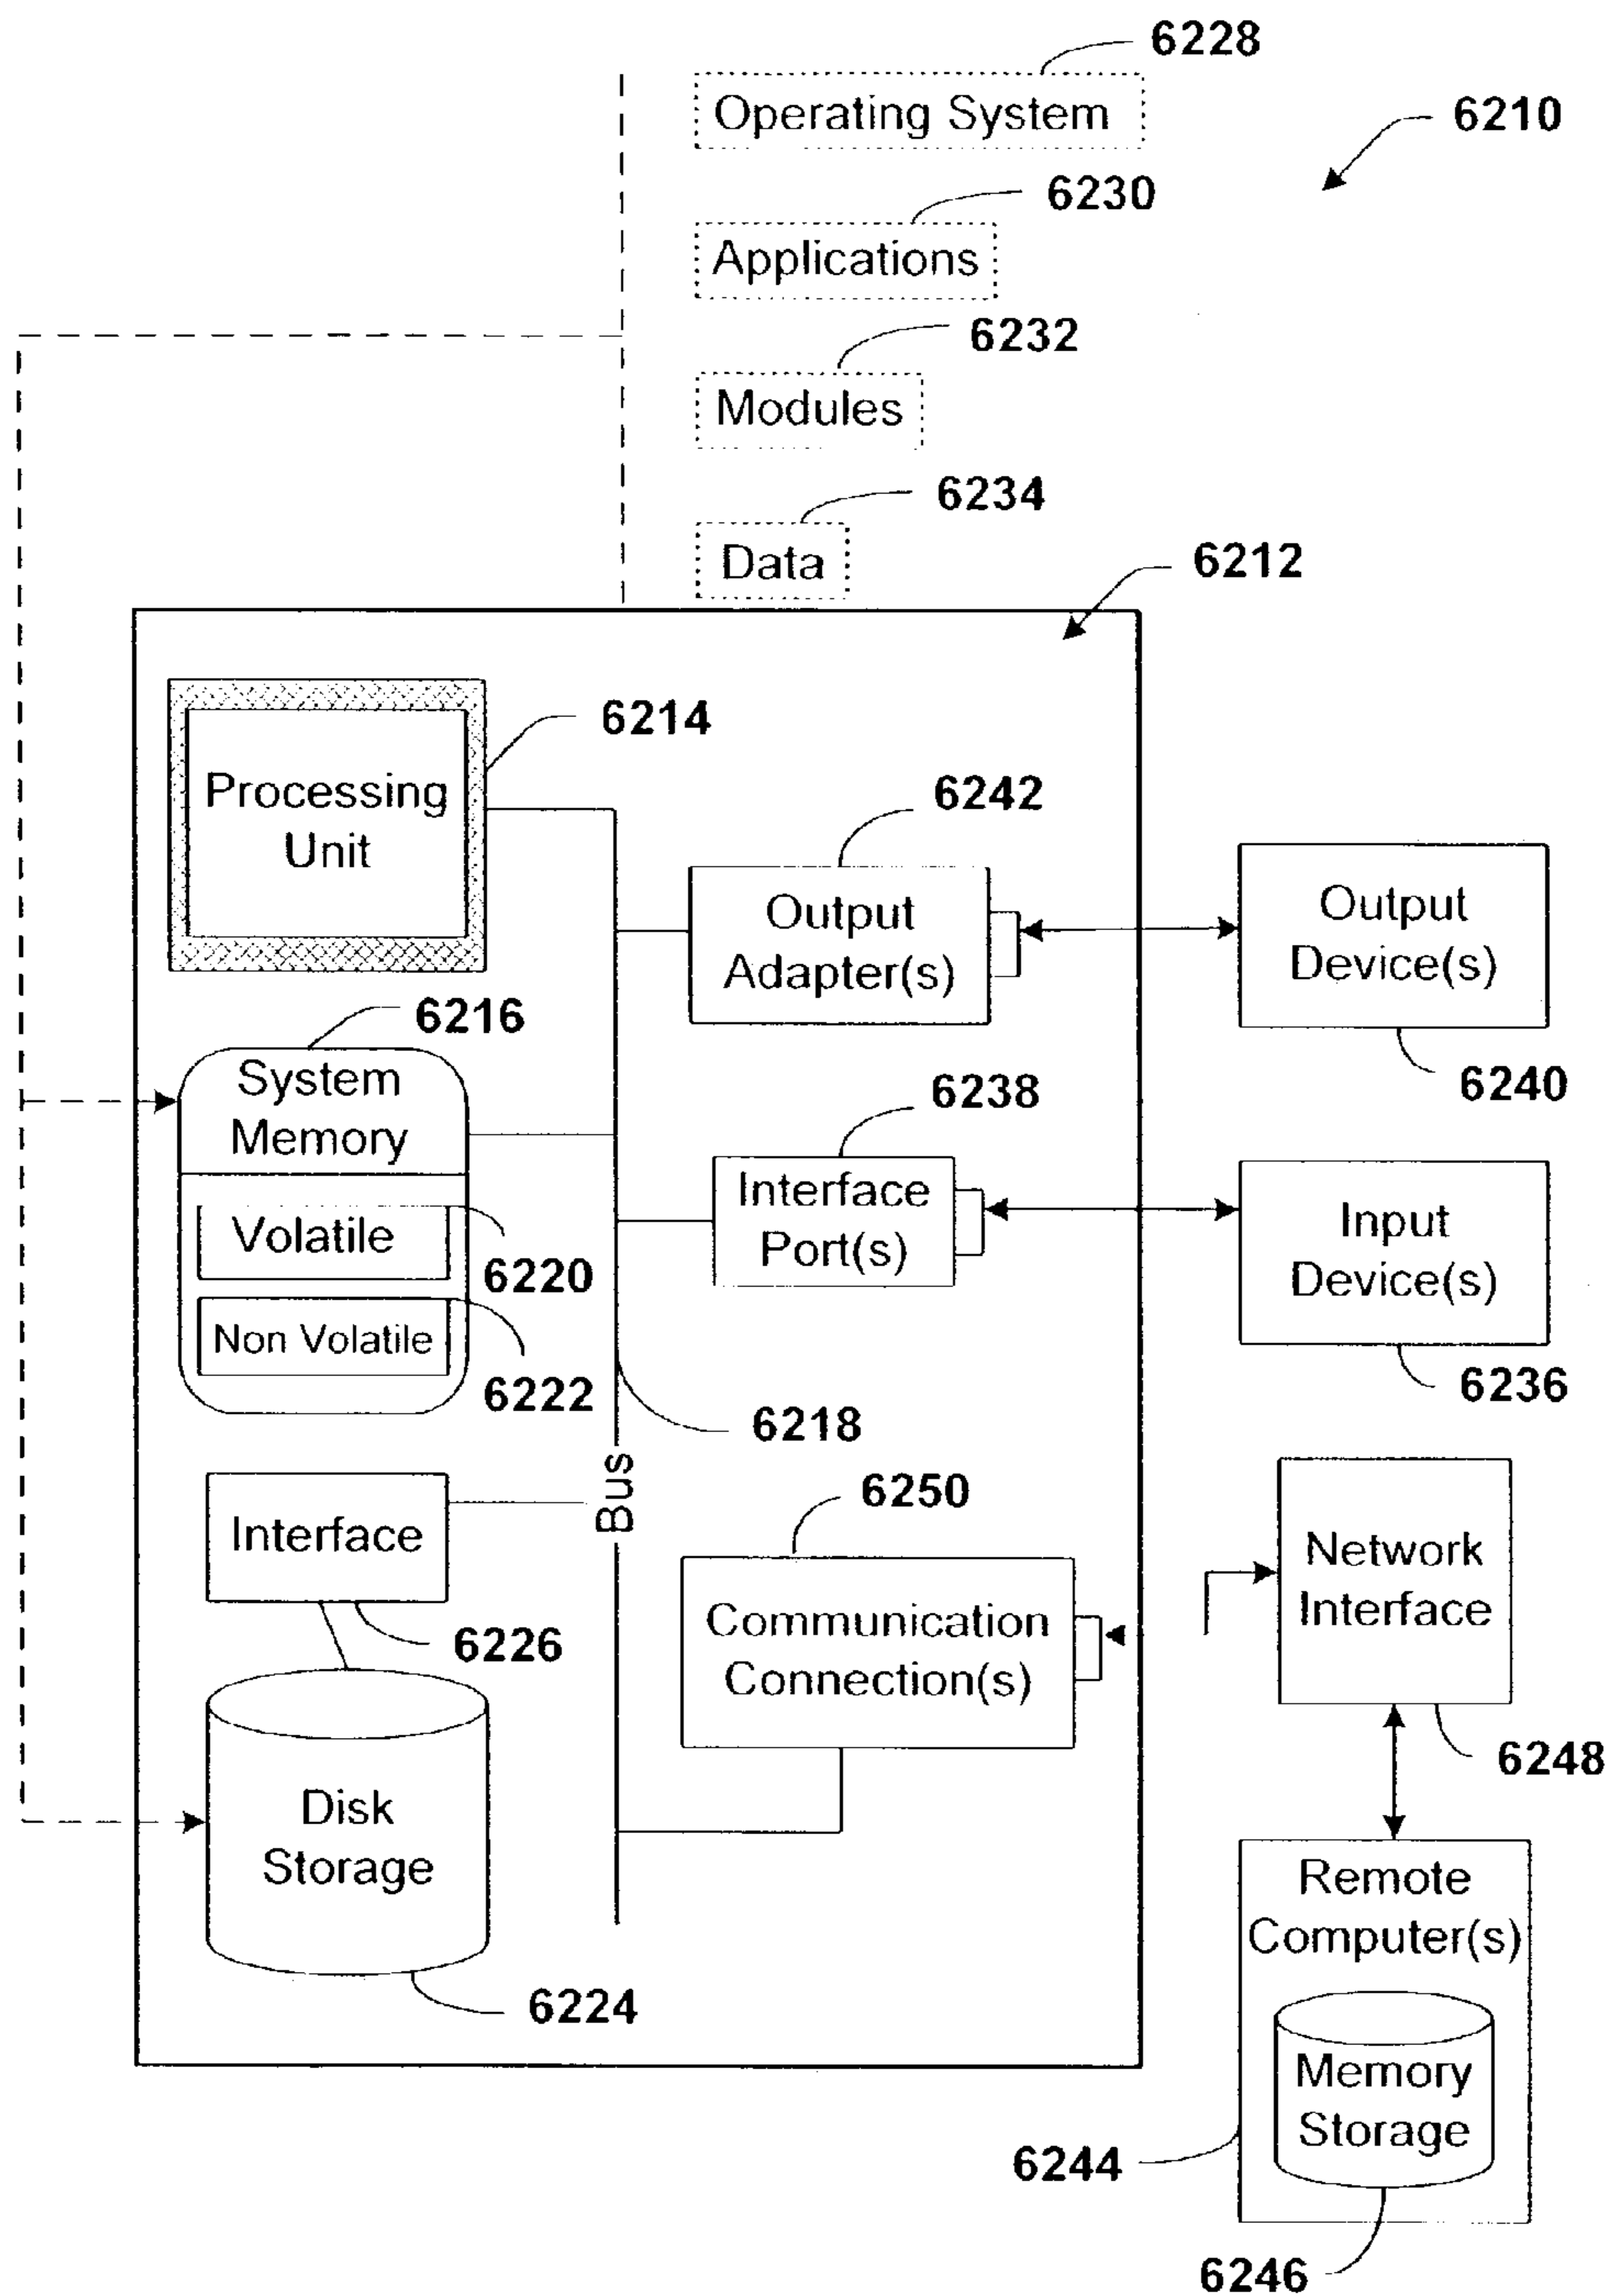 6228
Operating System
6210
6230
Applications
6232
Modules
6234
Data
6212
6214
Processing
Unit
6242
Output
Adapter(s)
Output
Device(s)
6240
6216
System
Memory
6238
Interface
Port(s)
Input
Device(s)
6236
Volatile
6220
Non Volatile
6222
6218
Bus
Interface
6226
6250
Communication
Connection(s)
Network
Interface
6248
Disk
Storage
6224
Remote
Computer(s)
Memory
Storage
6244
6246